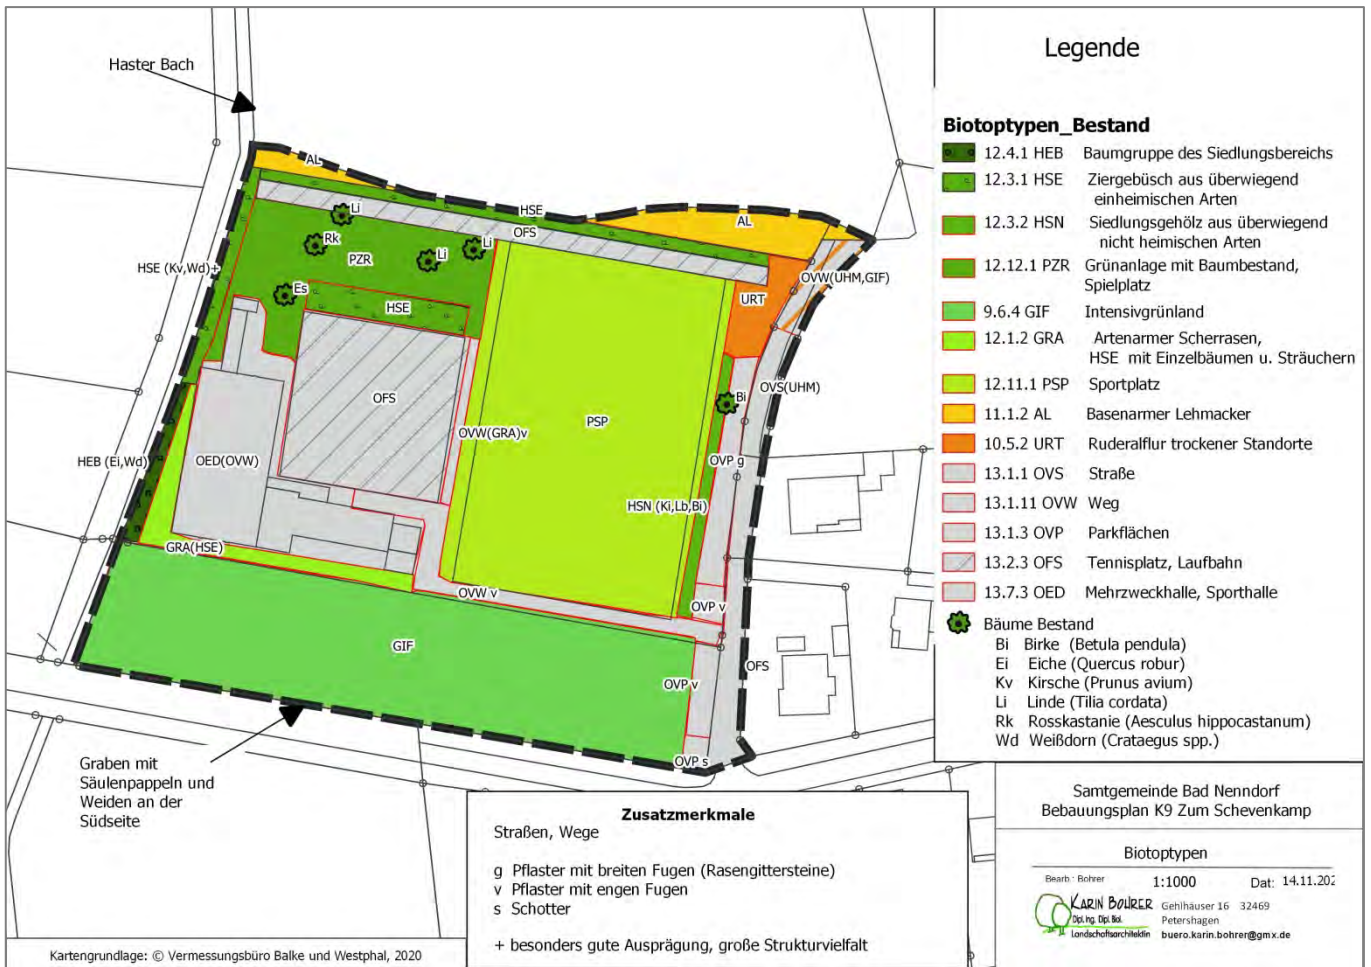 Haster Bach
AL
HSE
Li
OFS
AL
Rk
Li
Li
PZR
HSE (Kv,Wd)+
OVW(UHM,GIF)
Es
URT
HSE
OVS(UHM)
OFS
Bi
PSP
OVW(GRA)v
HEB (Ei,Wd)
OED(OVW)
OVP g
HSN (Ki,Lb,Bi)
GRA(HSE)
OVW v
OVP v
GIF
OFS
OVP v
OVP s
Graben mit
Säulenpappeln und
Weiden an der
Südseite
Legende
Biotoptypen_Bestand
12.4.1 HEB Baumgruppe des Siedlungsbereichs
12.3.1 HSE Ziergebüsch aus überwiegend
einheimischen Arten
12.3.2 HSN Siedlungsgehölz aus überwiegend
nicht heimischen Arten
12.12.1 PZR Grünanlage mit Baumbestand,
Spielplatz
9.6.4 GIF Intensivgrünland
12.1.2 GRA Artenarmer Scherrasen,
HSE mit Einzelbäumen u. Sträuchern
12.11.1 PSP Sportplatz
11.1.2 AL Basenarmer Lehmacker
10.5.2 URT Ruderalflur trockener Standorte
13.1.1 OVS Straße
13.1.11 OVW Weg
13.1.3 OVP Parkflächen
13.2.3 OFS Tennisplatz, Laufbahn
13.7.3 OED Mehrzweckhalle, Sporthalle
Bäume Bestand
Bi Birke (Betula pendula)
Ei Eiche (Quercus robur)
Kv Kirsche (Prunus avium)
Li Linde (Tilia cordata)
Rk Rosskastanie (Aesculus hippocastanum)
Wd Weißdorn (Crataegus spp.)
Zusatzmerkmale
Straßen, Wege
g Pflaster mit breiten Fugen (Rasengittersteine)
v Pflaster mit engen Fugen
s Schotter
+ besonders gute Ausprägung, große Strukturvielfalt
Samtgemeinde Bad Nenndorf
Bebauungsplan K9 Zum Schevenkamp
Biotoptypen
Bearb.: Bohrer 1:1000 Dat: 14.11.202
KARIN BOHRER
Dipl. Ing. Dipl. Biol.
Landschaftsarchitektin
Gehlhäuser 16 32469
Petershagen
buero.karin.bohrer@gmx.de
Kartengrundlage: © Vermessungsbüro Balke und Westphal, 2020